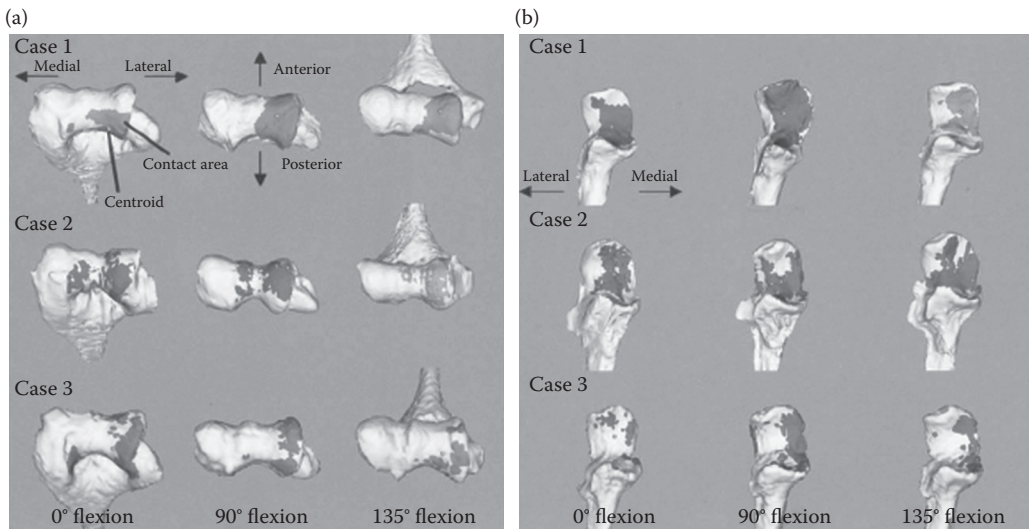 (a)
Case 1
Medial
Lateral
Anterior
Contact area
Posterior
Centroid
Case 2
Case 3
0° flexion
90° flexion
135° flexion
(b)
Case 1
Lateral
Medial
Case 2
Case 3
0° flexion
90° flexion
135° flexion